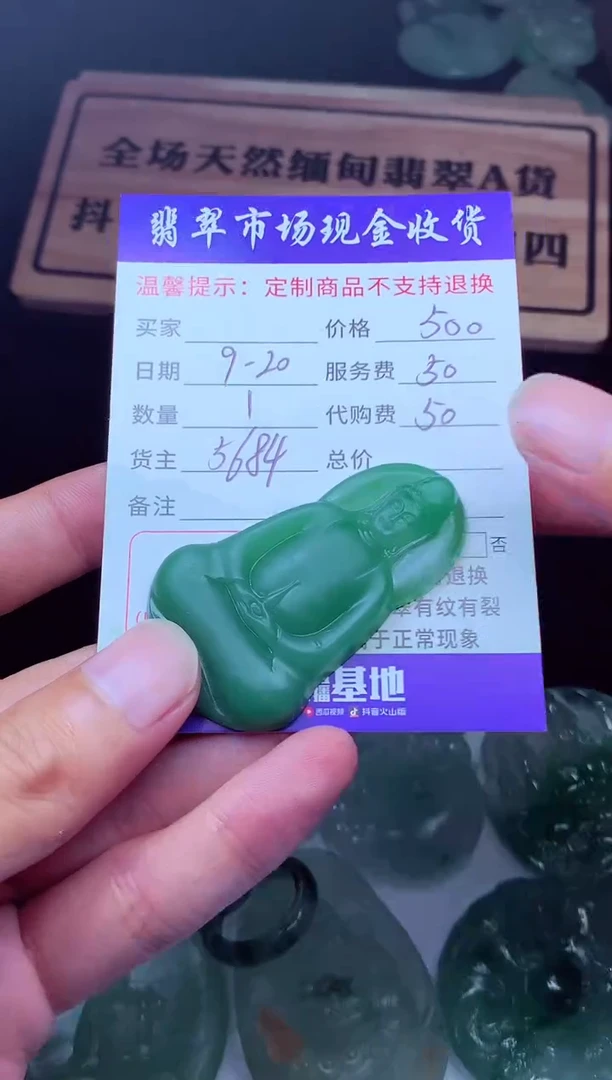 全场天然缅甸翡翠A货
抖
四
翡翠市场现金收货
温馨提示：定制商品不支持退换
买家 价格 500
日期 9-20 服务费 50
数量 1 代购费 50
货主 5684 总价
备注
否
退换
有纹有裂
于正常现象
播基地
西瓜视频 抖音火山版